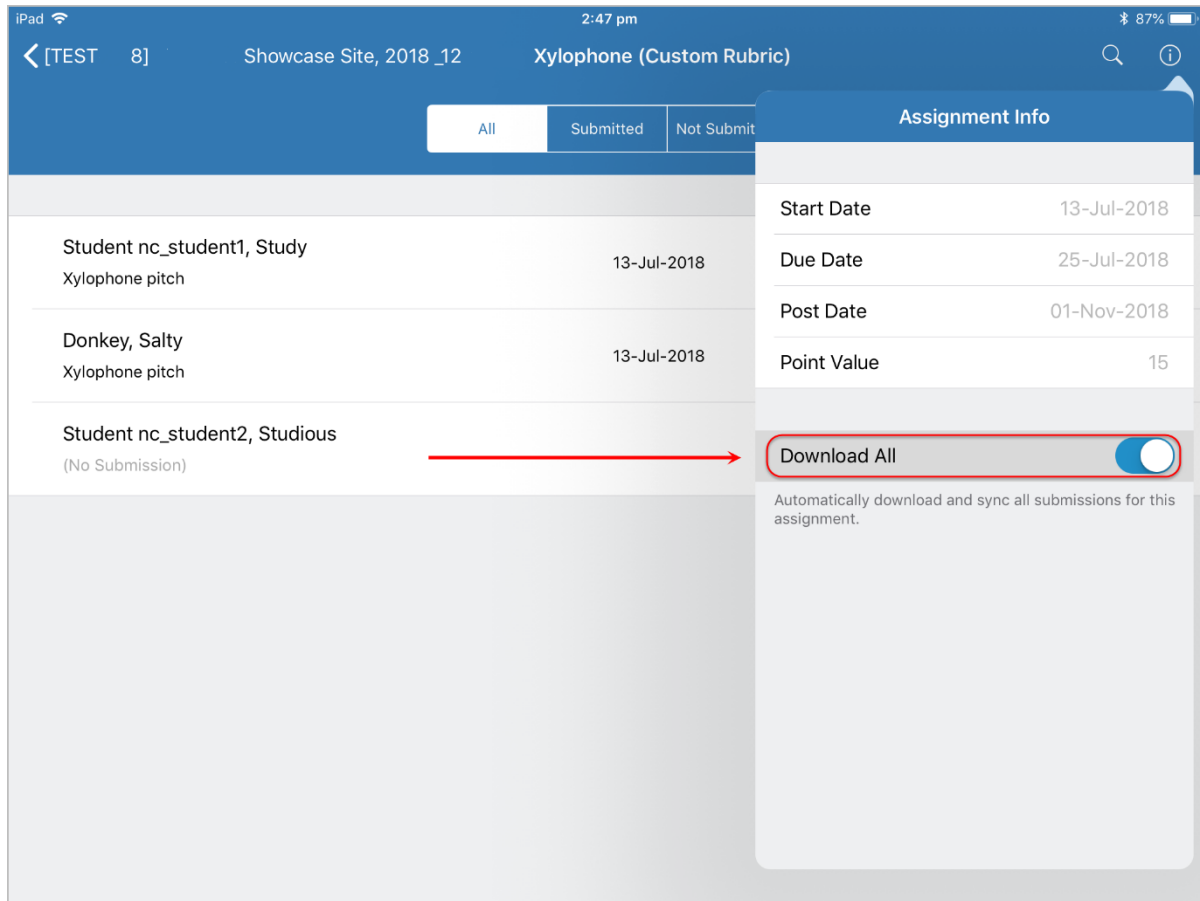 iPad 2:47 pm 87%
[TEST 8] Showcase Site, 2018 _12 Xylophone (Custom Rubric)
All Submitted Not Submit
Assignment Info
Start Date 13-Jul-2018
Due Date 25-Jul-2018
Post Date 01-Nov-2018
Point Value 15
Download All
Automatically download and sync all submissions for this
assignment.
Student nc_student1, Study
Xylophone pitch
13-Jul-2018
Donkey, Salty
Xylophone pitch
13-Jul-2018
Student nc_student2, Studious
(No Submission)